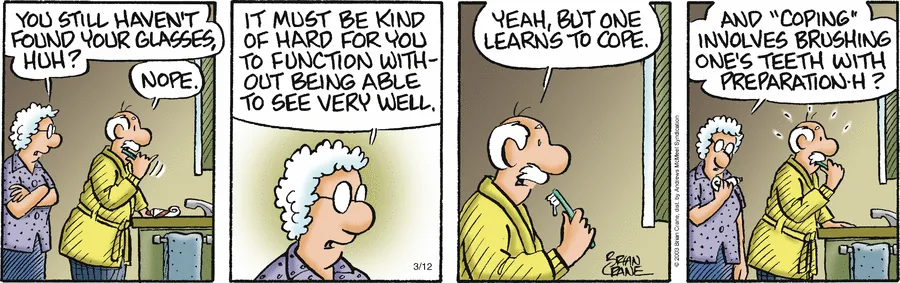 YOU STILL HAVEN'T
FOUND YOUR GLASSES,
HUH?
NOPE.
IT MUST BE KIND
OF HARD FOR YOU
TO FUNCTION WITH-
OUT BEING ABLE
TO SEE VERY WELL.
3/12
YEAH, BUT ONE
LEARNS TO COPE.
BRIAN
CRANE
© 2003 Brian Crane, dist. by Andrews McMeel Syndication
AND "COPING"
INVOLVES BRUSHING
ONE'S TEETH WITH
PREPARATION-H?